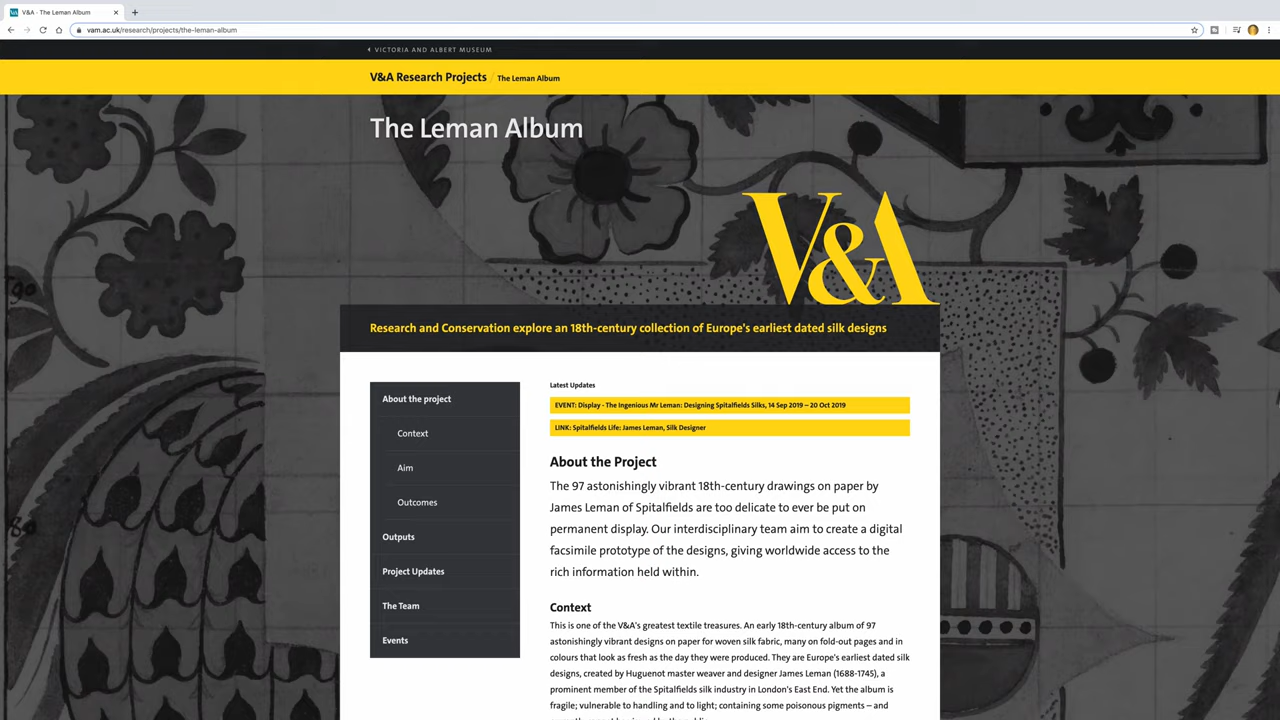 V&A - The Leman Album
vam.ac.uk/research/projects/the-leman-album
VICTORIA AND ALBERT MUSEUM
V&A Research Projects / The Leman Album
The Leman Album
V&A
Research and Conservation explore an 18th-century collection of Europe's earliest dated silk designs
About the project
Context
Aim
Outcomes
Outputs
Project Updates
The Team
Events
Latest Updates
EVENT: Display - The Ingenious Mr Leman: Designing Spitalfields Silks, 14 Sep 2019 – 20 Oct 2019
LINK: Spitalfields Life: James Leman, Silk Designer
About the Project
The 97 astonishingly vibrant 18th-century drawings on paper by
James Leman of Spitalfields are too delicate to ever be put on
permanent display. Our interdisciplinary team aim to create a digital
facsimile prototype of the designs, giving worldwide access to the
rich information held within.
Context
This is one of the V&A's greatest textile treasures. An early 18th-century album of 97
astonishingly vibrant designs on paper for woven silk fabric, many on fold-out pages and in
colours that look as fresh as the day they were produced. They are Europe's earliest dated silk
designs, created by Huguenot master weaver and designer James Leman (1688-1745), a
prominent member of the Spitalfields silk industry in London's East End. Yet the album is
fragile; vulnerable to handling and to light; containing some poisonous pigments – and